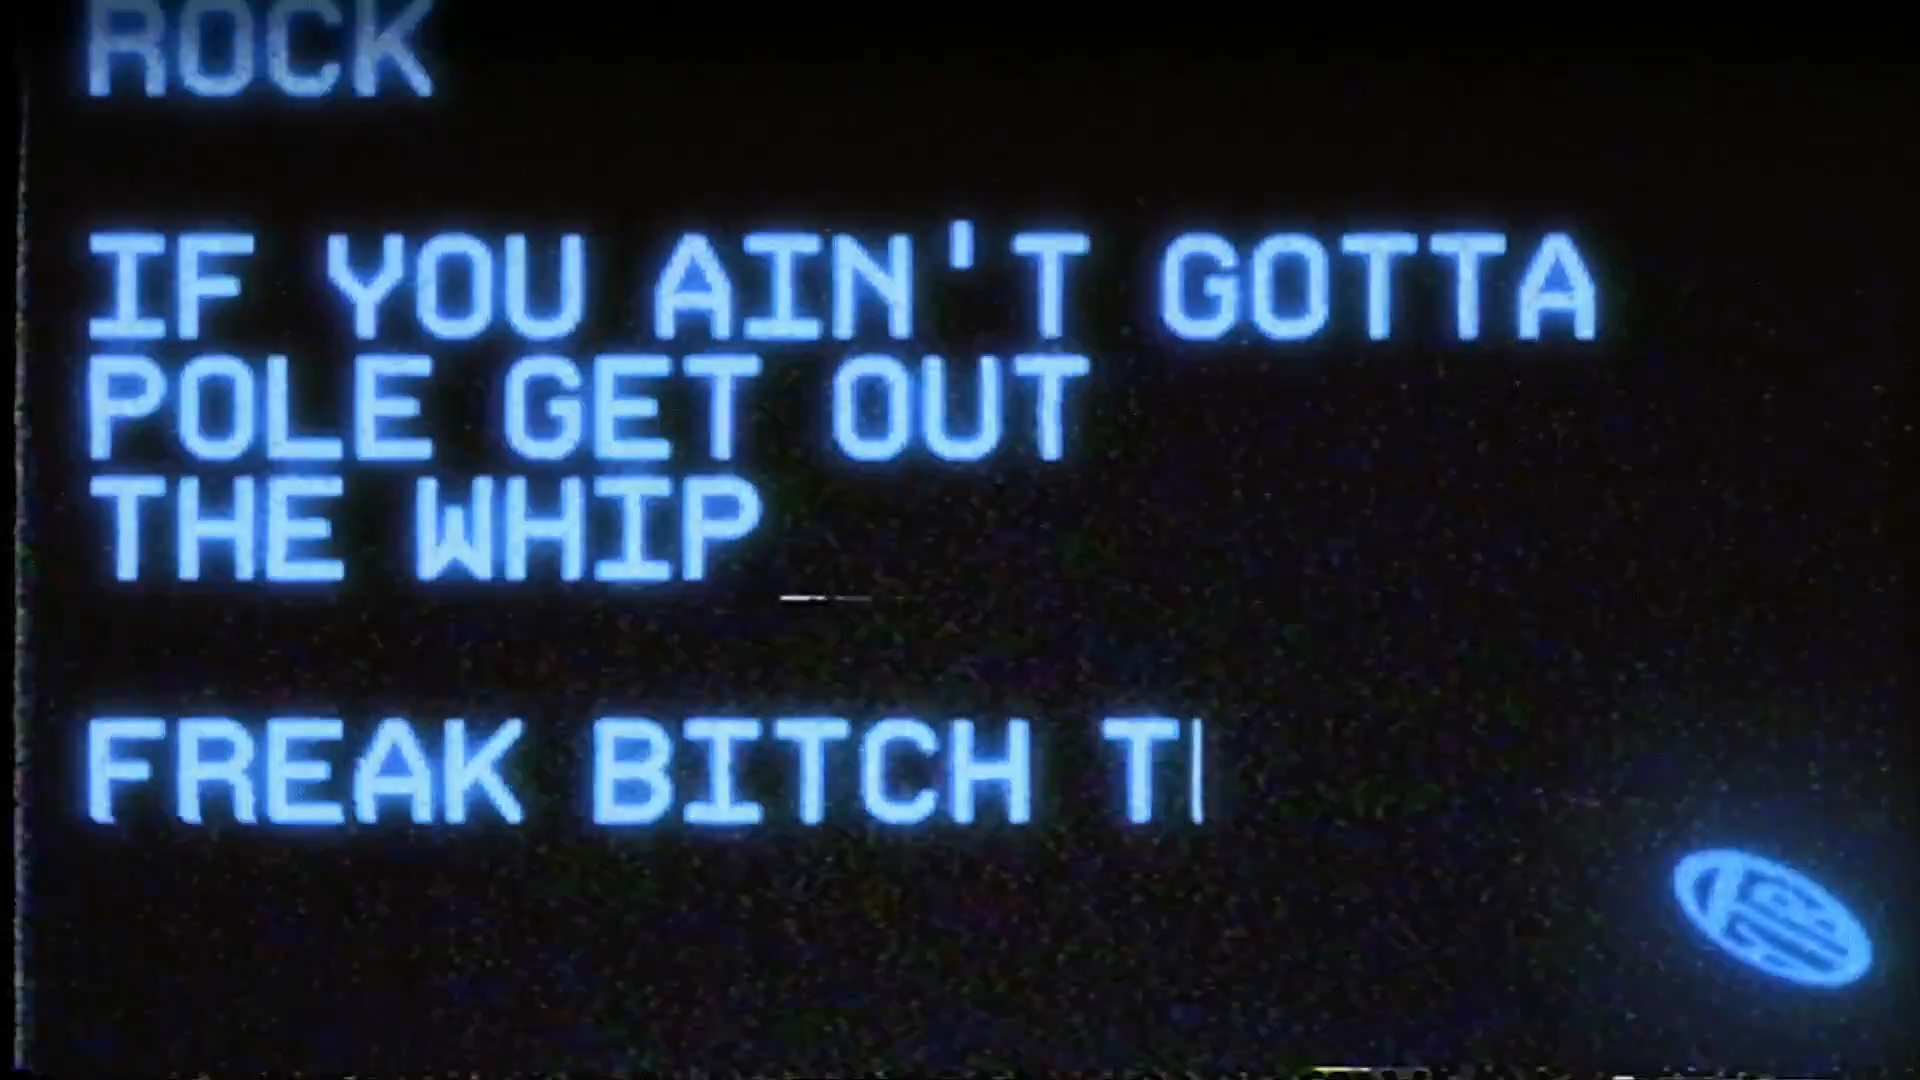 ROCK
IF YOU AIN'T GOTTA
POLE GET OUT
THE WHIP
FREAK BITCH T